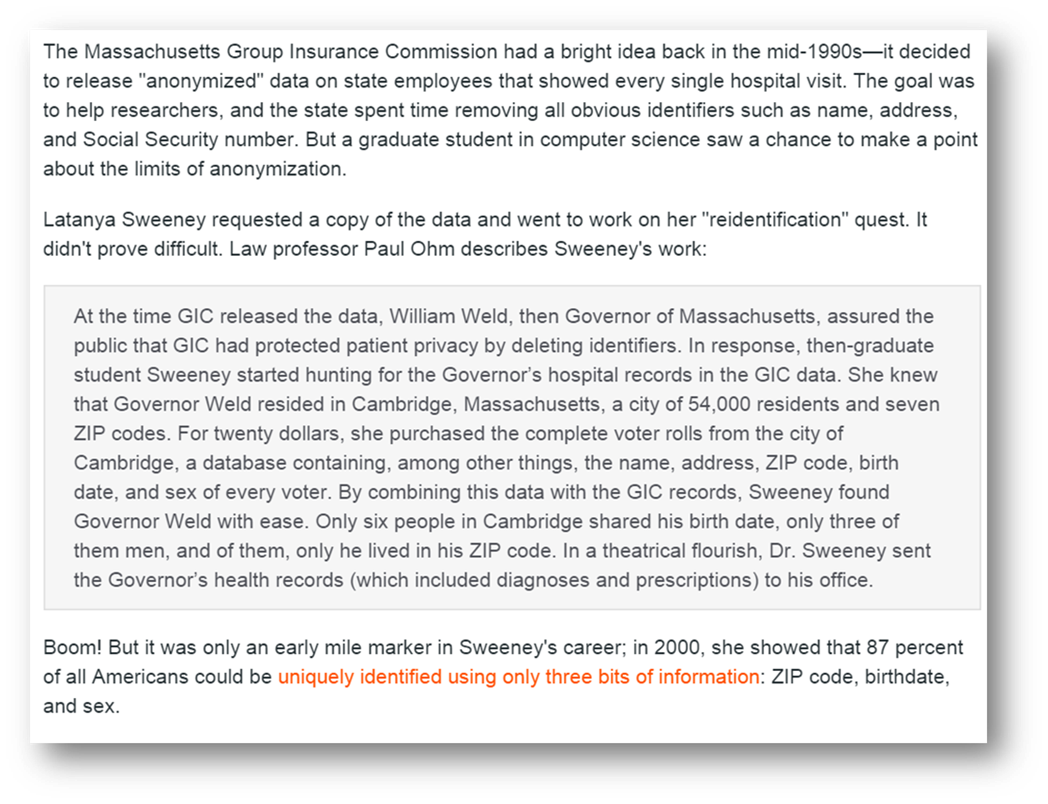 The Massachusetts Group Insurance Commission had a bright idea back in the mid-1990s—it decided
to release "anonymized" data on state employees that showed every single hospital visit. The goal was
to help researchers, and the state spent time removing all obvious identifiers such as name, address,
and Social Security number. But a graduate student in computer science saw a chance to make a point
about the limits of anonymization.
Latanya Sweeney requested a copy of the data and went to work on her "reidentification" quest. It
didn't prove difficult. Law professor Paul Ohm describes Sweeney's work:
At the time GIC released the data, William Weld, then Governor of Massachusetts, assured the
public that GIC had protected patient privacy by deleting identifiers. In response, then-graduate
student Sweeney started hunting for the Governor’s hospital records in the GIC data. She knew
that Governor Weld resided in Cambridge, Massachusetts, a city of 54,000 residents and seven
ZIP codes. For twenty dollars, she purchased the complete voter rolls from the city of
Cambridge, a database containing, among other things, the name, address, ZIP code, birth
date, and sex of every voter. By combining this data with the GIC records, Sweeney found
Governor Weld with ease. Only six people in Cambridge shared his birth date, only three of
them men, and of them, only he lived in his ZIP code. In a theatrical flourish, Dr. Sweeney sent
the Governor’s health records (which included diagnoses and prescriptions) to his office.
Boom! But it was only an early mile marker in Sweeney's career; in 2000, she showed that 87 percent
of all Americans could be uniquely identified using only three bits of information: ZIP code, birthdate,
and sex.